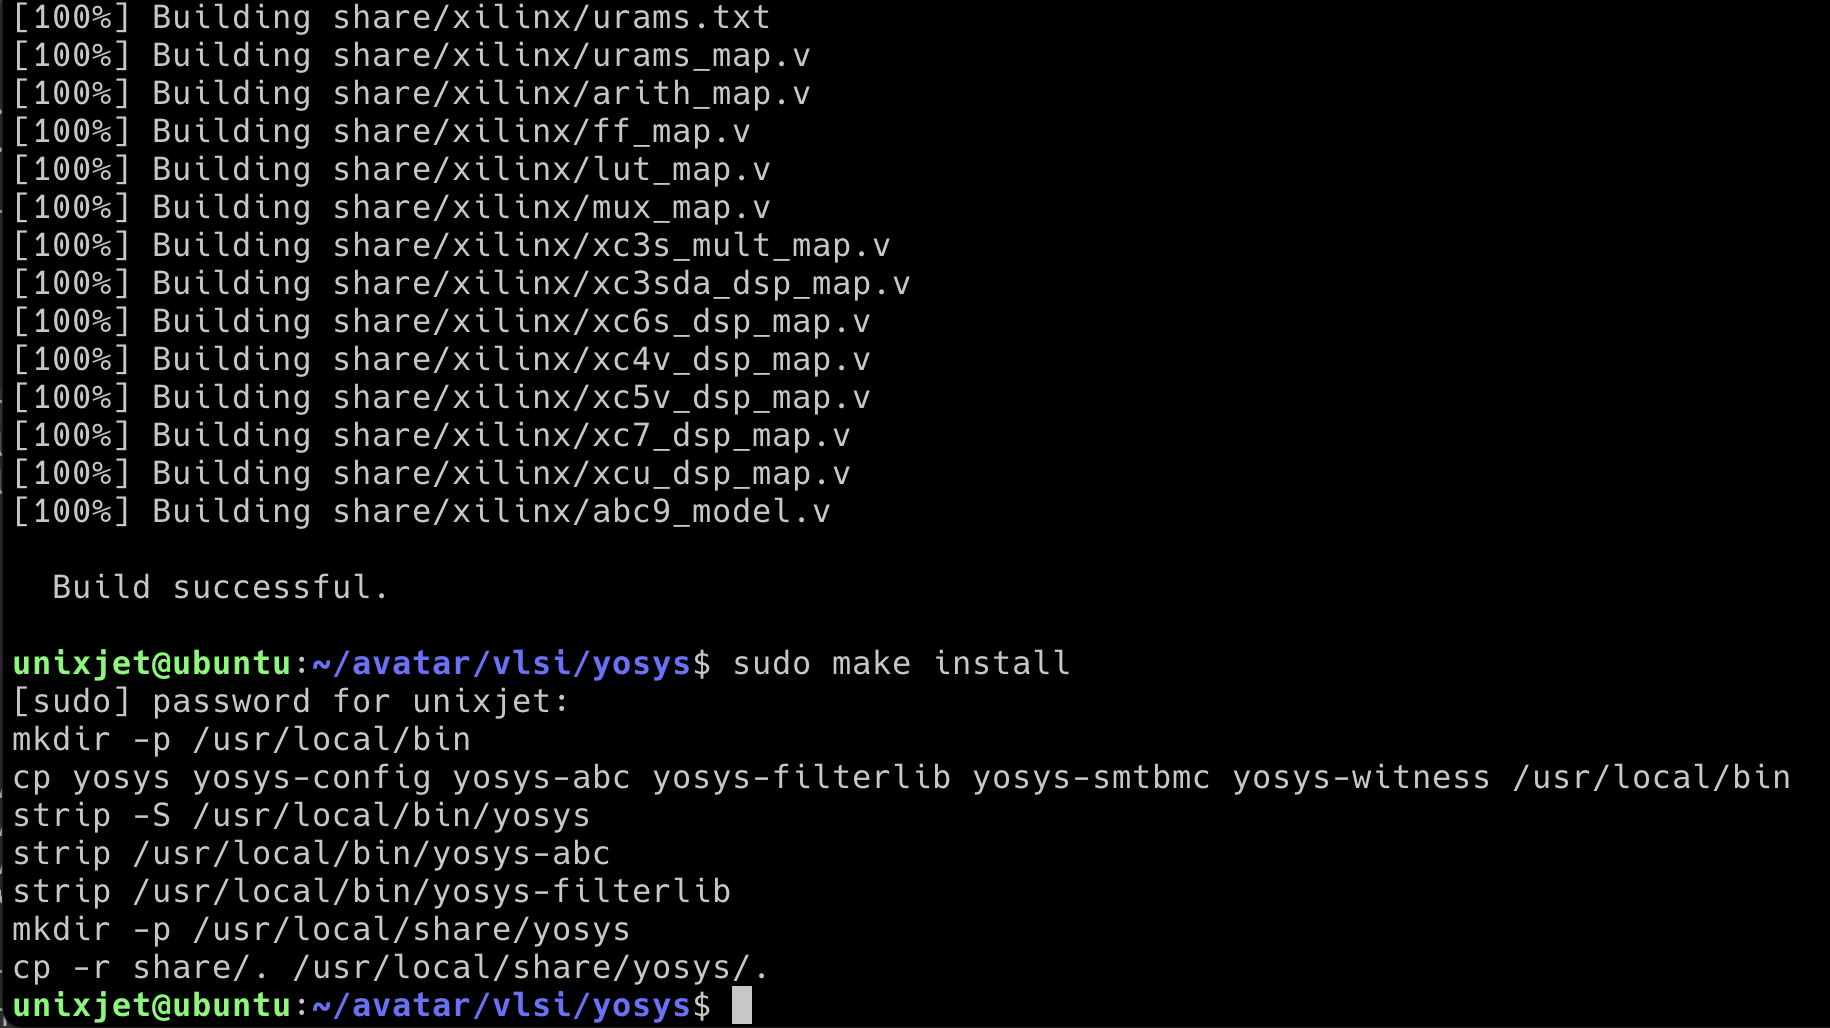 [100%] Building share/xilinx/urams.txt
[100%] Building share/xilinx/urams_map.v
[100%] Building share/xilinx/arith_map.v
[100%] Building share/xilinx/ff_map.v
[100%] Building share/xilinx/lut_map.v
[100%] Building share/xilinx/mux_map.v
[100%] Building share/xilinx/xc3s_mult_map.v
[100%] Building share/xilinx/xc3sda_dsp_map.v
[100%] Building share/xilinx/xc6s_dsp_map.v
[100%] Building share/xilinx/xc4v_dsp_map.v
[100%] Building share/xilinx/xc5v_dsp_map.v
[100%] Building share/xilinx/xc7_dsp_map.v
[100%] Building share/xilinx/xcu_dsp_map.v
[100%] Building share/xilinx/abc9_model.v
Build successful.
unixjet@ubuntu:~/avatar/vlsi/yosys$ sudo make install
[sudo] password for unixjet:
mkdir -p /usr/local/bin
cp yosys yosys-config yosys-abc yosys-filterlib yosys-smtbmc yosys-witness /usr/local/bin
strip -S /usr/local/bin/yosys
strip /usr/local/bin/yosys-abc
strip /usr/local/bin/yosys-filterlib
mkdir -p /usr/local/share/yosys
cp -r share/. /usr/local/share/yosys/.
unixjet@ubuntu:~/avatar/vlsi/yosys$